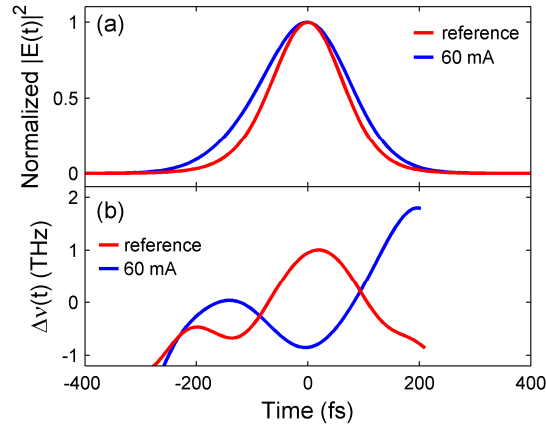 (a)
Normalized |E(t)|²
1
0.5
0
reference
60 mA
(b)
Δν(t) (THz)
2
1
0
-1
reference
60 mA
-400 -200 0 200 400
Time (fs)